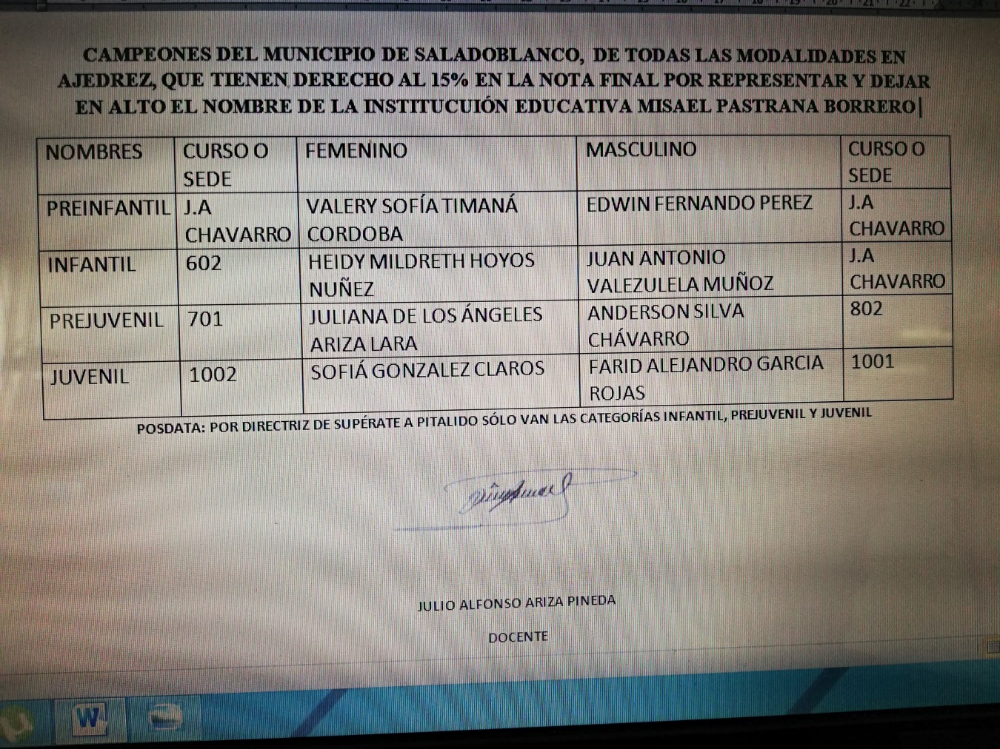 CAMPEONES DEL MUNICIPIO DE SALADOBLANCO, DE TODAS LAS MODALIDADES EN
AJEDREZ, QUE TIENEN DERECHO AL 15% EN LA NOTA FINAL POR REPRESENTAR Y DEJAR
EN ALTO EL NOMBRE DE LA INSTITUCUIÓN EDUCATIVA MISAEL PASTRANA BORRERO
NOMBRES CURSO O SEDE FEMENINO MASCULINO CURSO O SEDE
PREINFANTIL J.A CHAVARRO VALERY SOFÍA TIMANÁ CORDOBA EDWIN FERNANDO PEREZ J.A CHAVARRO
INFANTIL 602 HEIDY MILDRETH HOYOS NUÑEZ JUAN ANTONIO VALEZULELA MUÑOZ J.A CHAVARRO
PREJUVENIL 701 JULIANA DE LOS ÁNGELES ARIZA LARA ANDERSON SILVA CHÁVARRO 802
JUVENIL 1002 SOFIÁ GONZALEZ CLAROS FARID ALEJANDRO GARCIA ROJAS 1001
POSDATA: POR DIRECTRIZ DE SUPÉRATE A PITALIDO SÓLO VAN LAS CATEGORÍAS INFANTIL, PREJUVENIL Y JUVENIL
JULIO ALFONSO ARIZA PINEDA
DOCENTE
W